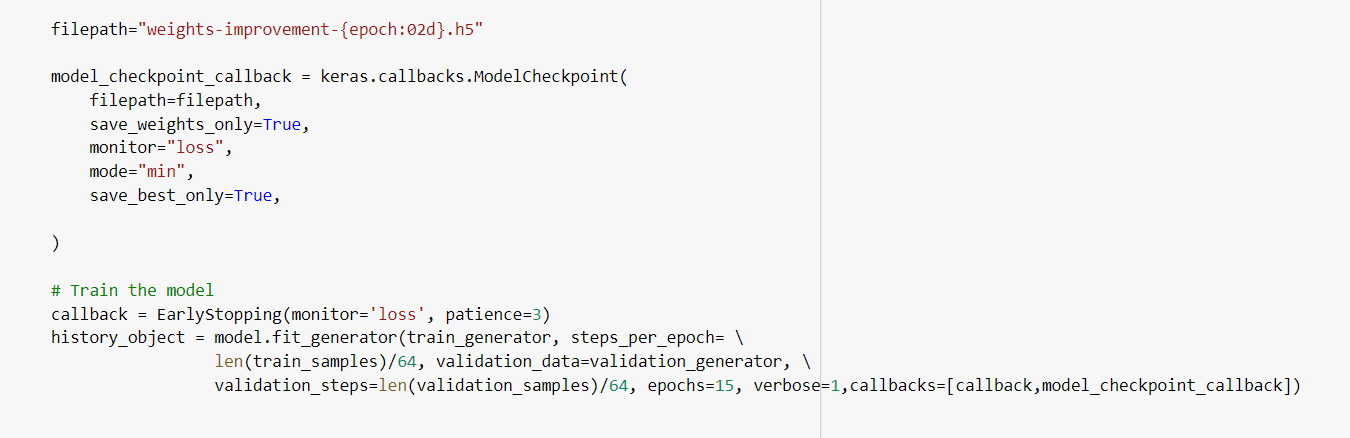 filepath="weights-improvement-{epoch:02d}.h5"
model_checkpoint_callback = keras.callbacks.ModelCheckpoint(
    filepath=filepath,
    save_weights_only=True,
    monitor="loss",
    mode="min",
    save_best_only=True,
)
# Train the model
callback = EarlyStopping(monitor='loss', patience=3)
history_object = model.fit_generator(train_generator, steps_per_epoch= \
                 len(train_samples)/64, validation_data=validation_generator, \
                 validation_steps=len(validation_samples)/64, epochs=15, verbose=1,callbacks=[callback,model_checkpoint_callback])